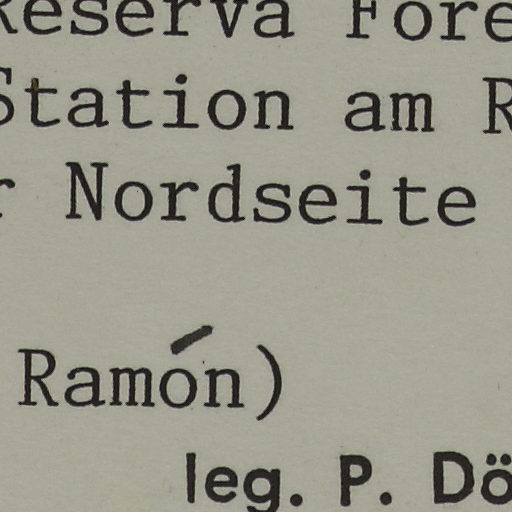 Reserva Fore
Station am R
r Nordseite
Ramón)
leg. P. Dö